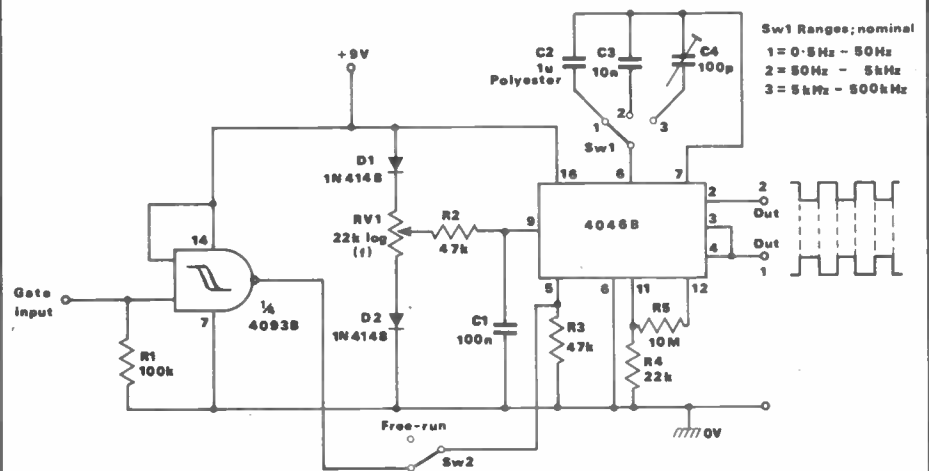 Sw1 Ranges; nominal
1 = 0·5Hz – 50Hz
2 = 50Hz – 5kHz
3 = 5kHz – 500kHz
C2
1u
Polyester
C3
10n
C4
100p
+9V
1
2
3
Sw1
D1
1N4148
16
6
7
RV1
22k log
(f)
R2
47k
9
4046B
2
3
4
2
Out
Out
1
14
Gate
input
7
¼
4093B
D2
1N4148
C1
100n
5
6
11
12
R3
47k
R5
10M
R4
22k
R1
100k
Free-run
Sw2
0V